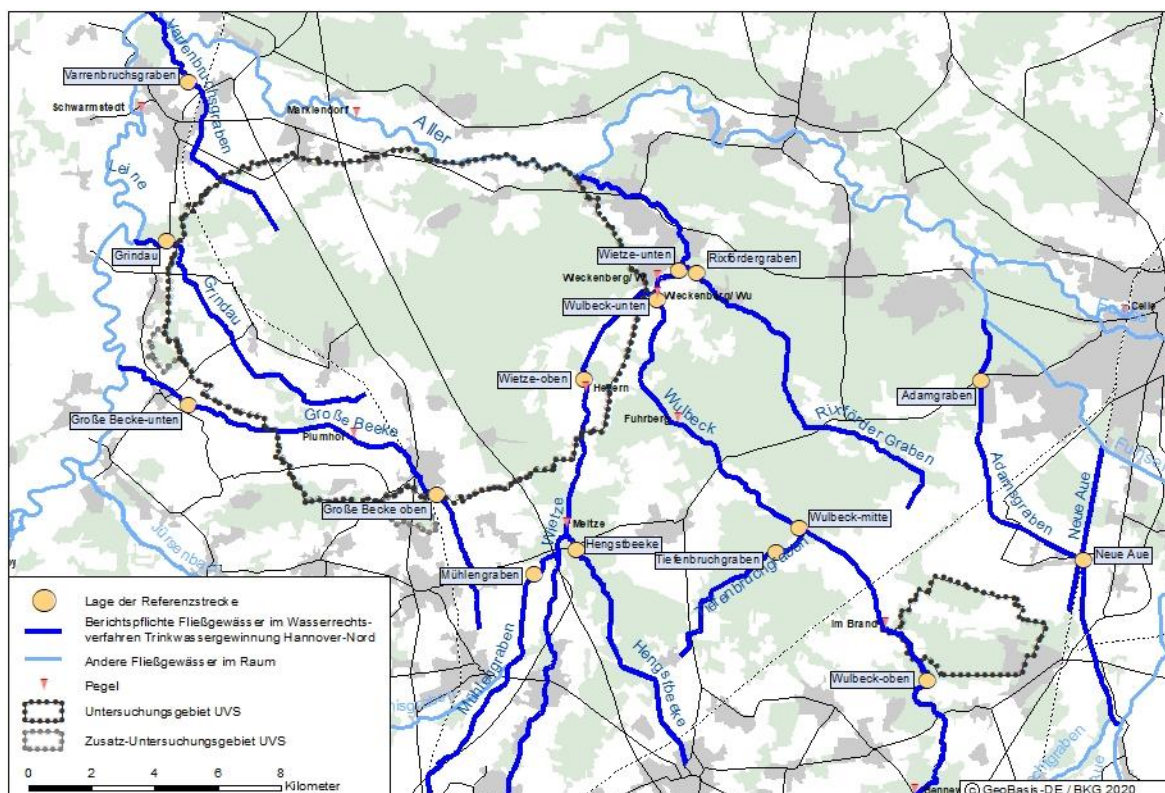 Varrenbruchsgraben
Varrenbruchsgraben
Schwarmstedt
Marklendorf
Aller
Leine
Grindau
Grindau
Wietze-unten
Rixfördergraben
Weckenberg/W
Weckenberg/Wu
Wulbeck-unten
Celle
Wietze-oben
Hellern
Adamgraben
Große Becke-unten
Große Beeke
Plumhof
Fuhrberg
Wulbeck
Rixförder Graben
Fuhse
Adamsgraben
Neue Aue
Große Becke oben
Wietze
Meitze
Wulbeck-mitte
Hengstbeeke
Tiefenbruchgraben
Tiefenbruchgraben
Neue Aue
Jürsenba
Mühlengraben
Mühlengraben
Hengstbeeke
Im Brand
Wulbeck-oben
Lage der Referenzstrecke
Berichtspflichte Fließgewässer im Wasserrechts-
verfahren Trinkwassergewinnung Hannover-Nord
Andere Fließgewässer im Raum
Pegel
Untersuchungsgebiet UVS
Zusatz-Untersuchungsgebiet UVS
0 2 4 6 8
Kilometer
Aue
© GeoBasis-DE / BKG 2020